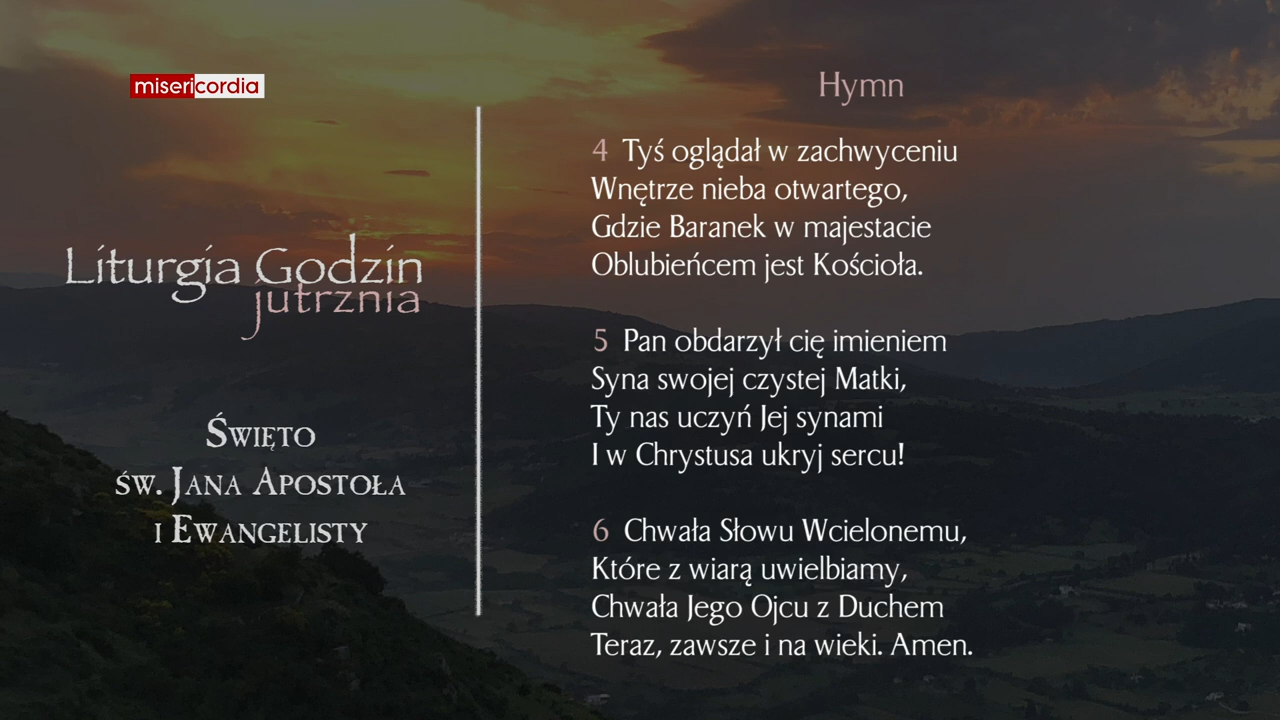 misericordia
Liturgia Godzin
jutrznia
Święto
św. Jana Apostoła
i Ewangelisty
Hymn
4 Tyś oglądał w zachwyceniu
Wnętrze nieba otwartego,
Gdzie Baranek w majestacie
Oblubieńcem jest Kościoła.
5 Pan obdarzył cię imieniem
Syna swojej czystej Matki,
Ty nas uczyń Jej synami
I w Chrystusa ukryj sercu!
6 Chwała Słowu Wcielonemu,
Które z wiarą uwielbiamy,
Chwała Jego Ojcu z Duchem
Teraz, zawsze i na wieki. Amen.